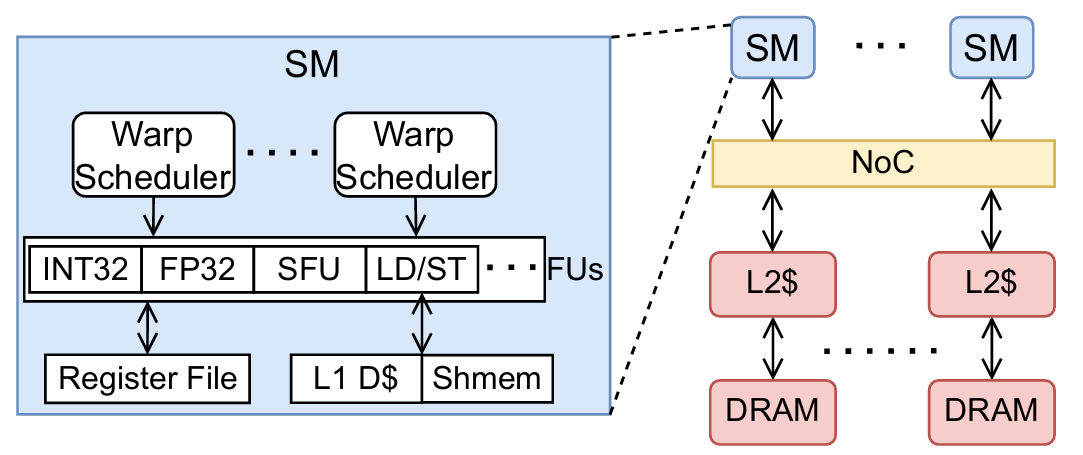 SM
Warp
Scheduler
Warp
Scheduler
INT32 FP32 SFU LD/ST FUs
Register File
L1 D$ Shmem
SM SM
NoC
L2$ L2$
DRAM DRAM